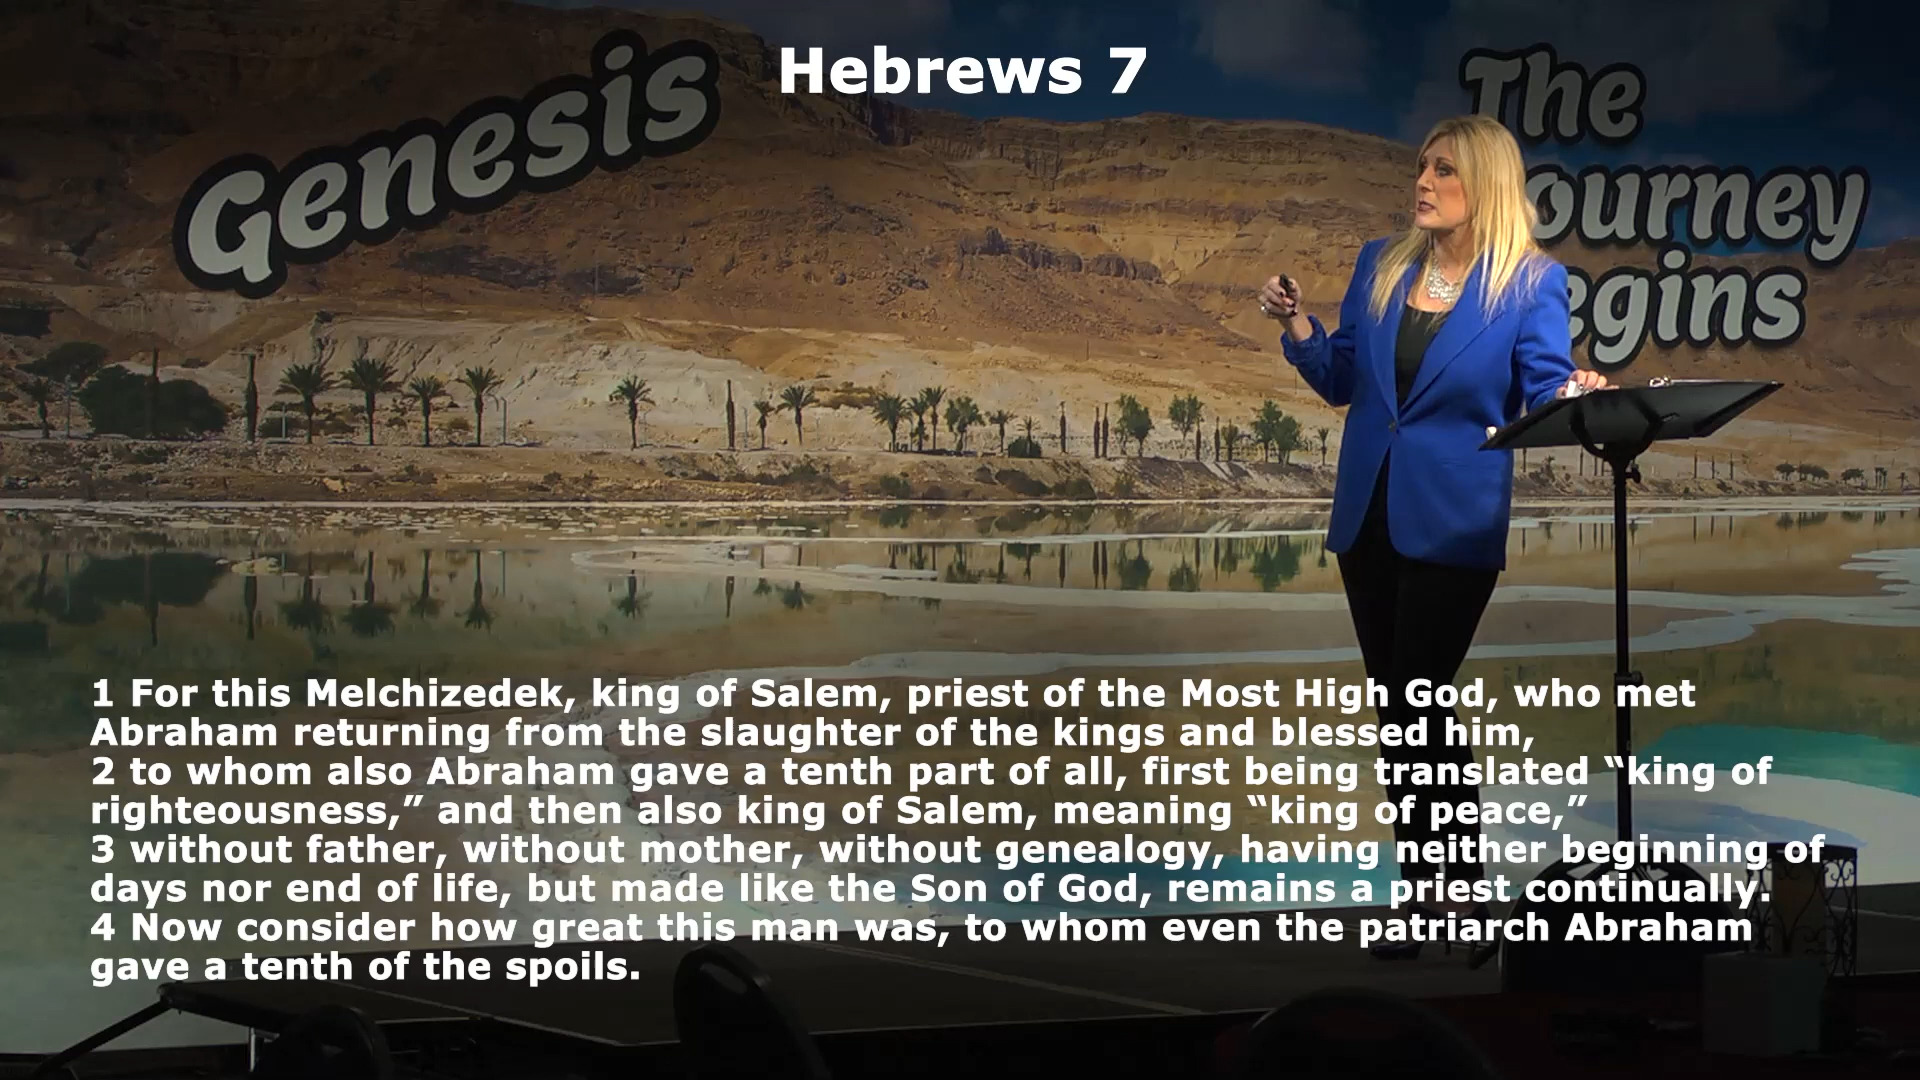 Hebrews 7
Genesis
The
ourney
egins
1 For this Melchizedek, king of Salem, priest of the Most High God, who met
Abraham returning from the slaughter of the kings and blessed him,
2 to whom also Abraham gave a tenth part of all, first being translated “king of
righteousness,” and then also king of Salem, meaning “king of peace,”
3 without father, without mother, without genealogy, having neither beginning of
days nor end of life, but made like the Son of God, remains a priest continually.
4 Now consider how great this man was, to whom even the patriarch Abraham
gave a tenth of the spoils.